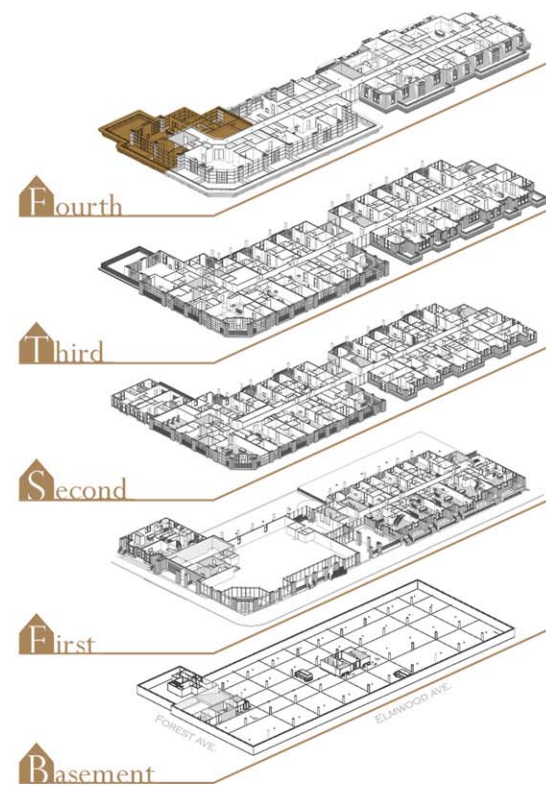 Fourth
Third
Second
First
FOREST AVE.
ELMWOOD AVE.
Basement